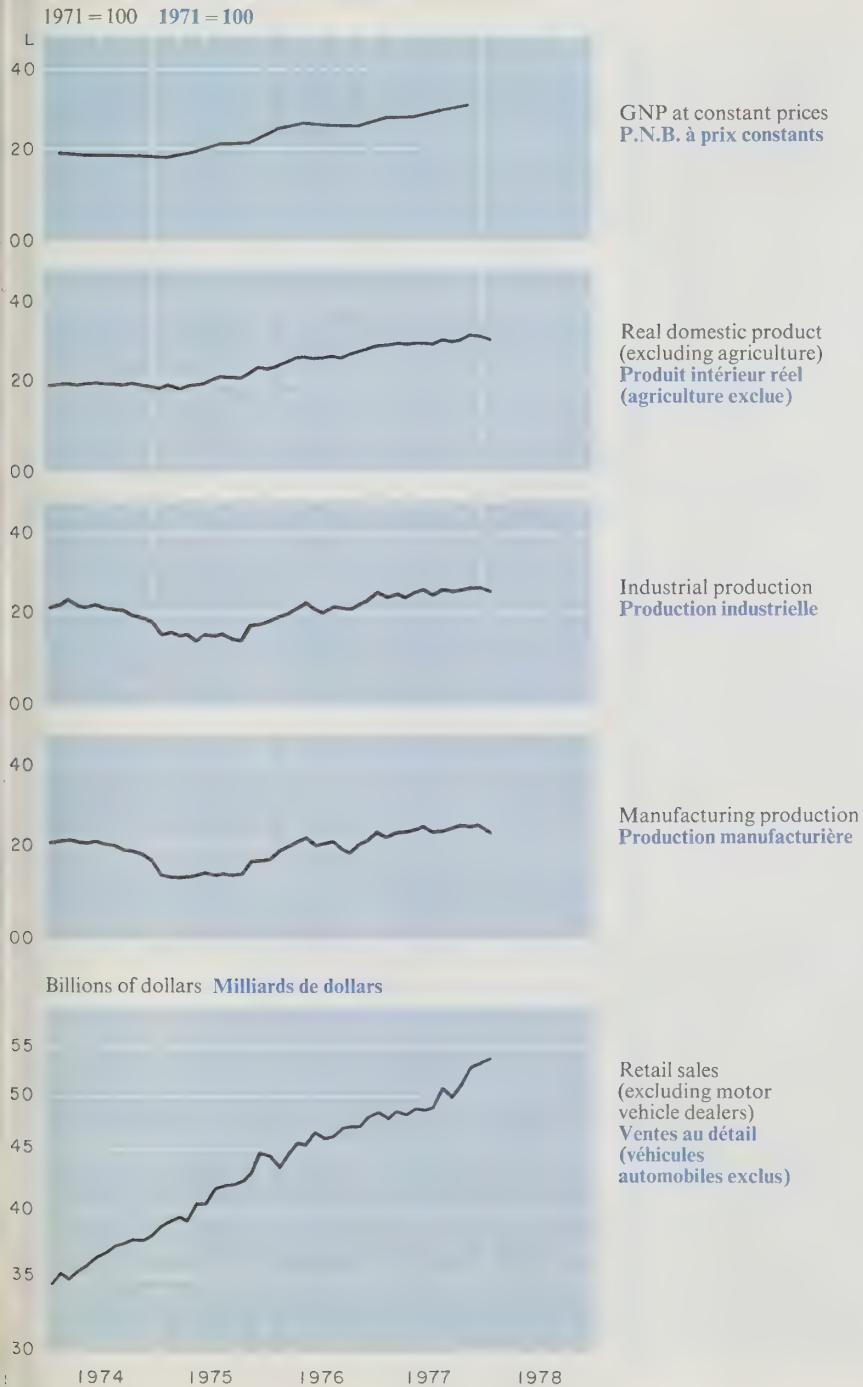 1971 = 100 1971 = 100
L
40
20
00
GNP at constant prices
P.N.B. à prix constants
40
20
00
Real domestic product
(excluding agriculture)
Produit intérieur réel
(agriculture exclue)
40
20
00
Industrial production
Production industrielle
40
20
00
Manufacturing production
Production manufacturière
Billions of dollars Milliards de dollars
55
50
45
40
35
30
Retail sales
(excluding motor
vehicle dealers)
Ventes au détail
(véhicules
automobiles exclus)
1974 1975 1976 1977 1978